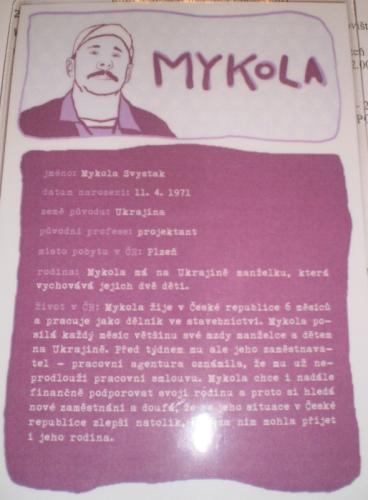 MYKOLA
jméno: Mykola Svystak
datum narození: 11. 4. 1971
země původu: Ukrajina
původní profese: projektant
místo pobytu v ČR: Plzeň
rodina: Mykola má na Ukrajině manželku, která
vychovává jejich dvě děti.
život v ČR: Mykola žije v České republice 6 měsíců
a pracuje jako dělník ve stavebnictví. Mykola po-
sílá každý měsíc většinu své mzdy manželce a dětem
na Ukrajině. Před týdnem mu ale jeho zaměstnava-
tel - pracovní agentura oznámila, že mu už ne-
prodlouží pracovní smlouvu. Mykola chce i nadále
finančně podporovat svoji rodinu a proto si hledá
nové zaměstnání a doufá, že se jeho situace v České
republice zlepší natolik, za ním mohla přijet
i jeho rodina.